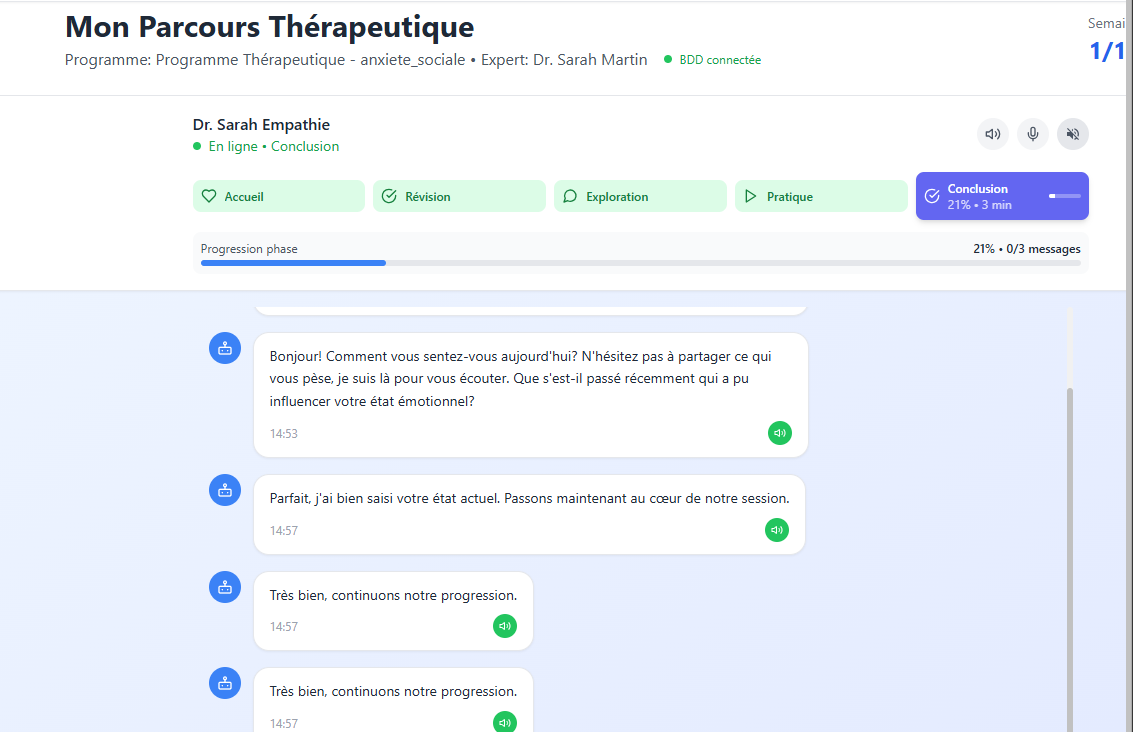 Mon Parcours Thérapeutique
Semai
Programme: Programme Thérapeutique - anxiete_sociale • Expert: Dr. Sarah Martin
BDD connectée
1/1
Dr. Sarah Empathie
En ligne • Conclusion
Accueil
Révision
Exploration
Pratique
Conclusion
21% • 3 min
Progression phase
21% • 0/3 messages
Bonjour! Comment vous sentez-vous aujourd'hui? N'hésitez pas à partager ce qui
vous pèse, je suis là pour vous écouter. Que s'est-il passé récemment qui a pu
influencer votre état émotionnel?
14:53
Parfait, j'ai bien saisi votre état actuel. Passons maintenant au cœur de notre session.
14:57
Très bien, continuons notre progression.
14:57
Très bien, continuons notre progression.
14:57